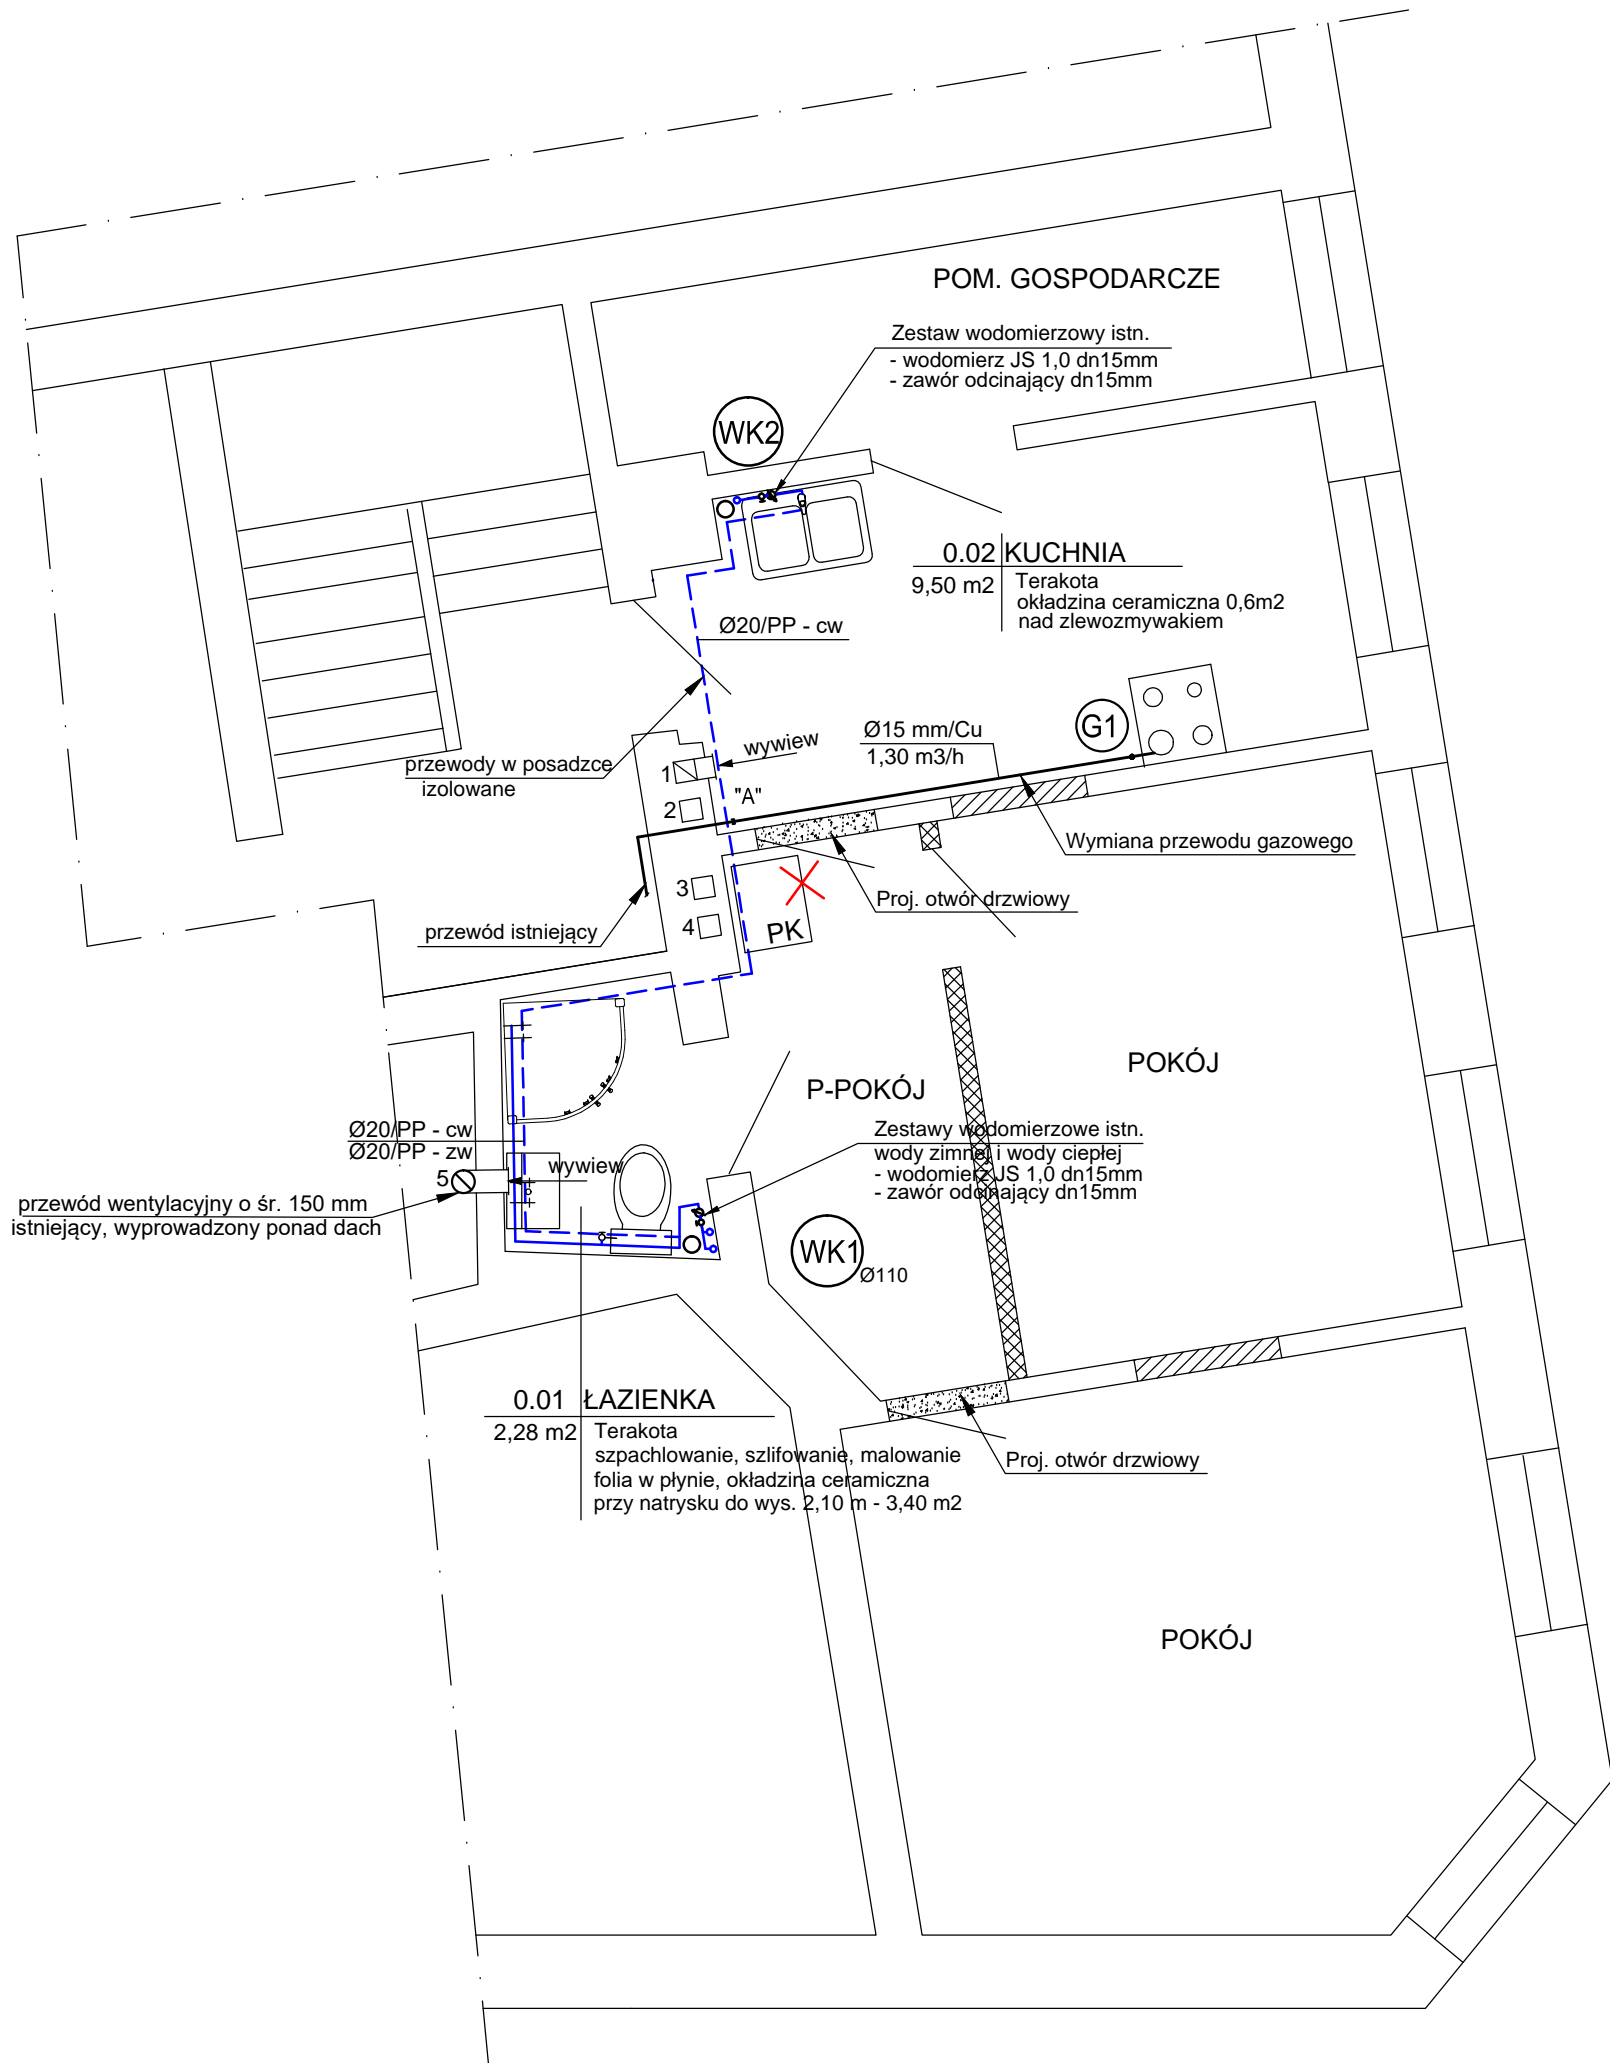 POM. GOSPODARCZE
Zestaw wodomierzowy istn.
- wodomierz JS 1,0 dn15mm
- zawór odcinający dn15mm
WK2
0.02 KUCHNIA
9,50 m2
Terakota
okładzina ceramiczna 0,6m2
nad zlewozmywakiem
Ø20/PP - cw
G1
Ø15 mm/Cu
1,30 m3/h
wywiew
przewody w posadzce
izolowane
1
"A"
2
Wymiana przewodu gazowego
3
Proj. otwór drzwiowy
4
PK
przewód istniejący
POKÓJ
P-POKÓJ
Zestawy wodomierzowe istn.
wody zimnej i wody ciepłej
- wodomierz JS 1,0 dn15mm
- zawór odcinający dn15mm
Ø20/PP - cw
Ø20/PP - zw
wywiew
5
przewód wentylacyjny o śr. 150 mm
istniejący, wyprowadzony ponad dach
WK1
Ø110
0.01 ŁAZIENKA
2,28 m2
Terakota
szpachlowanie, szlifowanie, malowanie
folia w płynie, okładzina ceramiczna
przy natrysku do wys. 2,10 m - 3,40 m2
Proj. otwór drzwiowy
POKÓJ